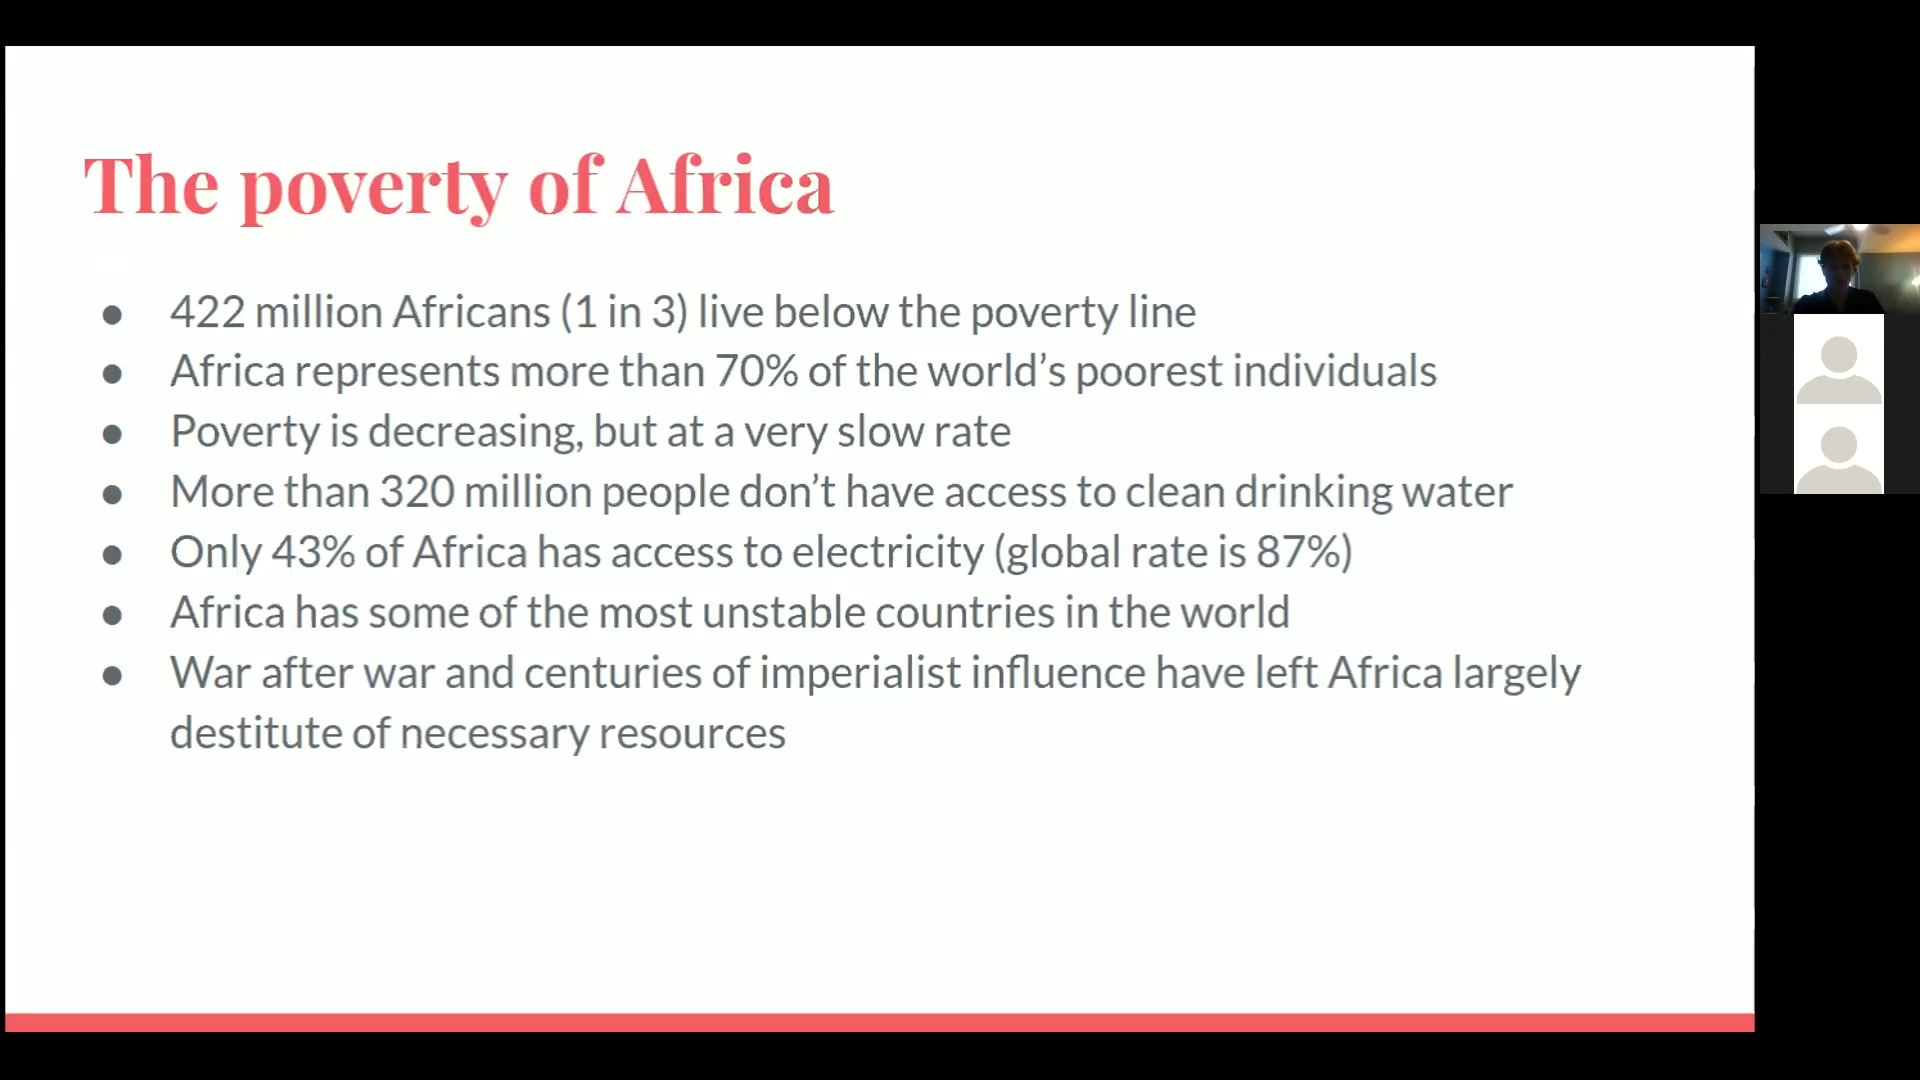 The poverty of Africa
● 422 million Africans (1 in 3) live below the poverty line
● Africa represents more than 70% of the world’s poorest individuals
● Poverty is decreasing, but at a very slow rate
● More than 320 million people don’t have access to clean drinking water
● Only 43% of Africa has access to electricity (global rate is 87%)
● Africa has some of the most unstable countries in the world
● War after war and centuries of imperialist influence have left Africa largely
destitute of necessary resources